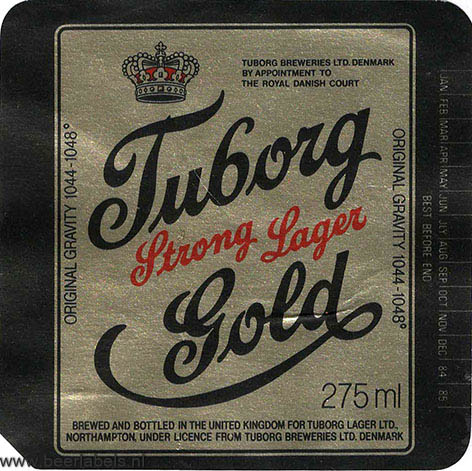 TUBORG BREWERIES LTD. DENMARK
BY APPOINTMENT TO
THE ROYAL DANISH COURT
Tuborg
Strong Lager
Gold
275 ml
BREWED AND BOTTLED IN THE UNITED KINGDOM FOR TUBORG LAGER LTD.,
NORTHAMPTON, UNDER LICENCE FROM TUBORG BREWERIES LTD. DENMARK
ORIGINAL GRAVITY 1044-1048°
ORIGINAL GRAVITY 1044-1048°
JAN FEB MAR APR MAY JUN JLY AUG SEP OCT NOV DEC 84 85
BEST BEFORE END
www.beerlabels.nl